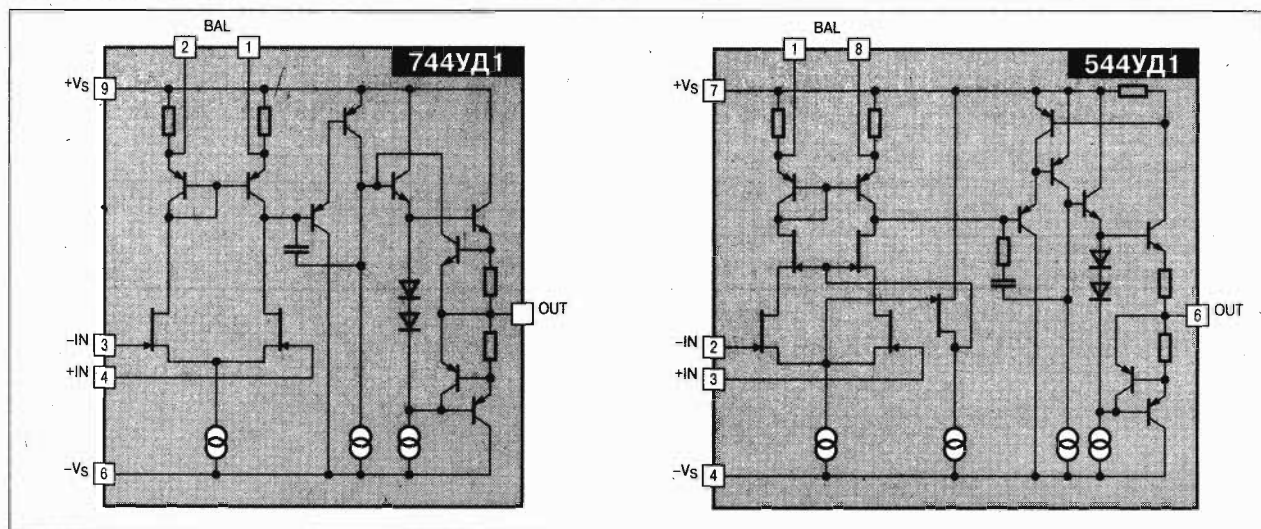 BAL
2 1
744УД1
+VS 9
–IN 3
+IN 4
OUT
–VS 6
BAL
1 8
544УД1
+VS 7
–IN 2
+IN 3
6 OUT
–VS 4